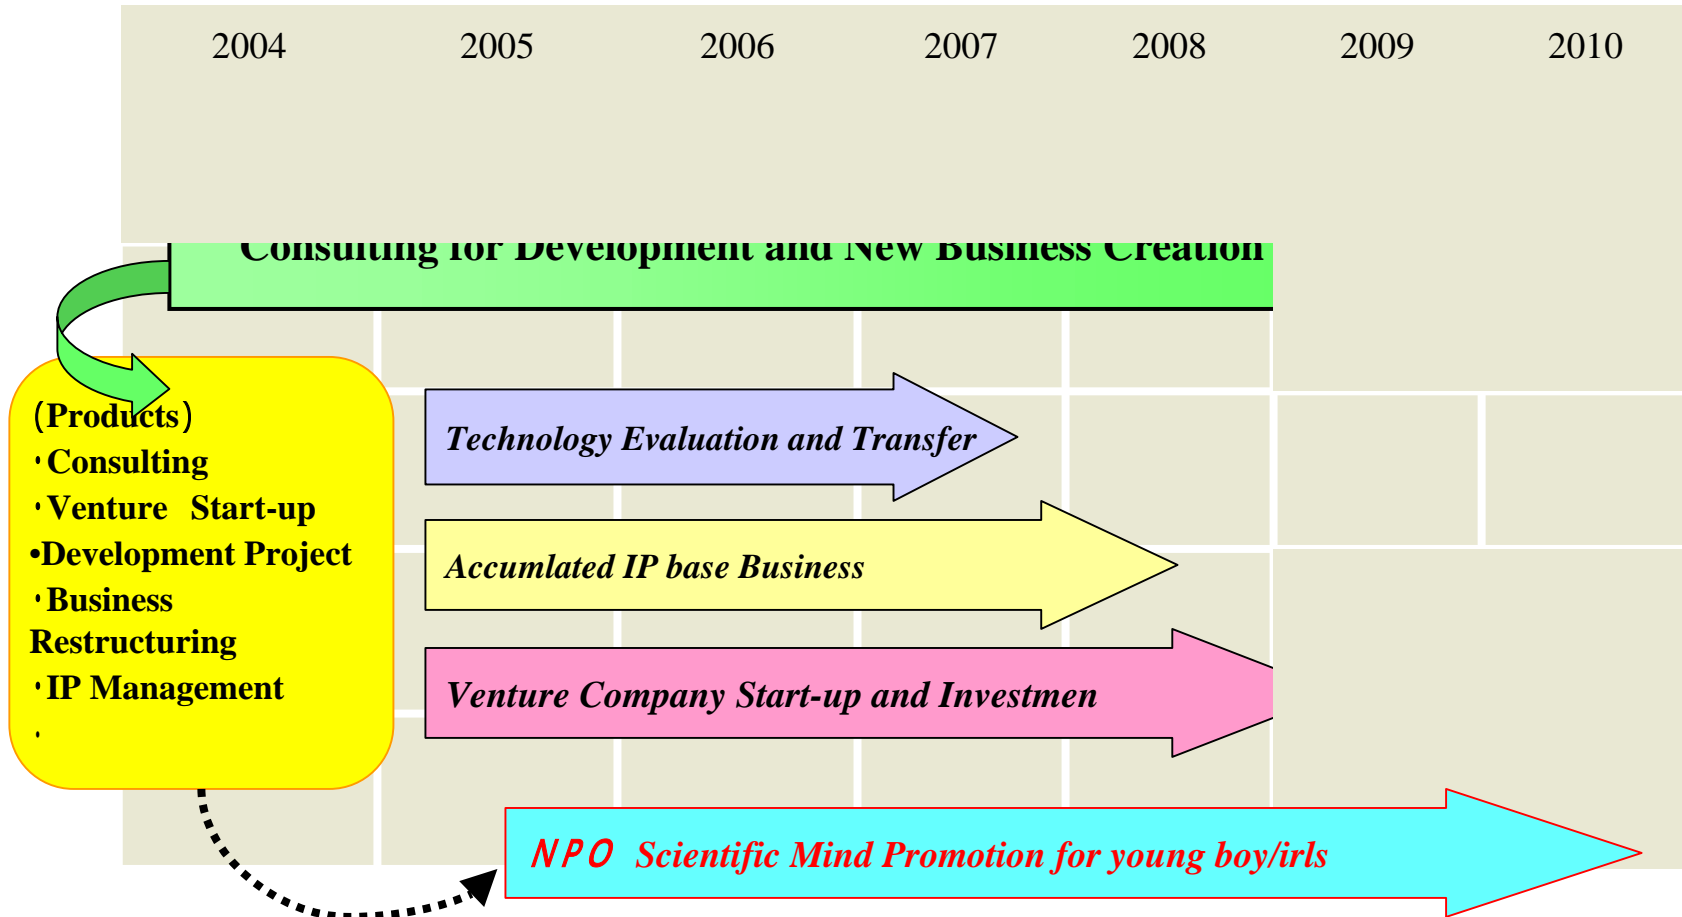 2004 2005 2006 2007 2008 2009 2010
Consulting for Development and New Business Creation
(Products)
・Consulting
・Venture Start-up
•Development Project
・Business
Restructuring
・IP Management
・
Technology Evaluation and Transfer
Accumlated IP base Business
Venture Company Start-up and Investmen
NPO Scientific Mind Promotion for young boy/irls